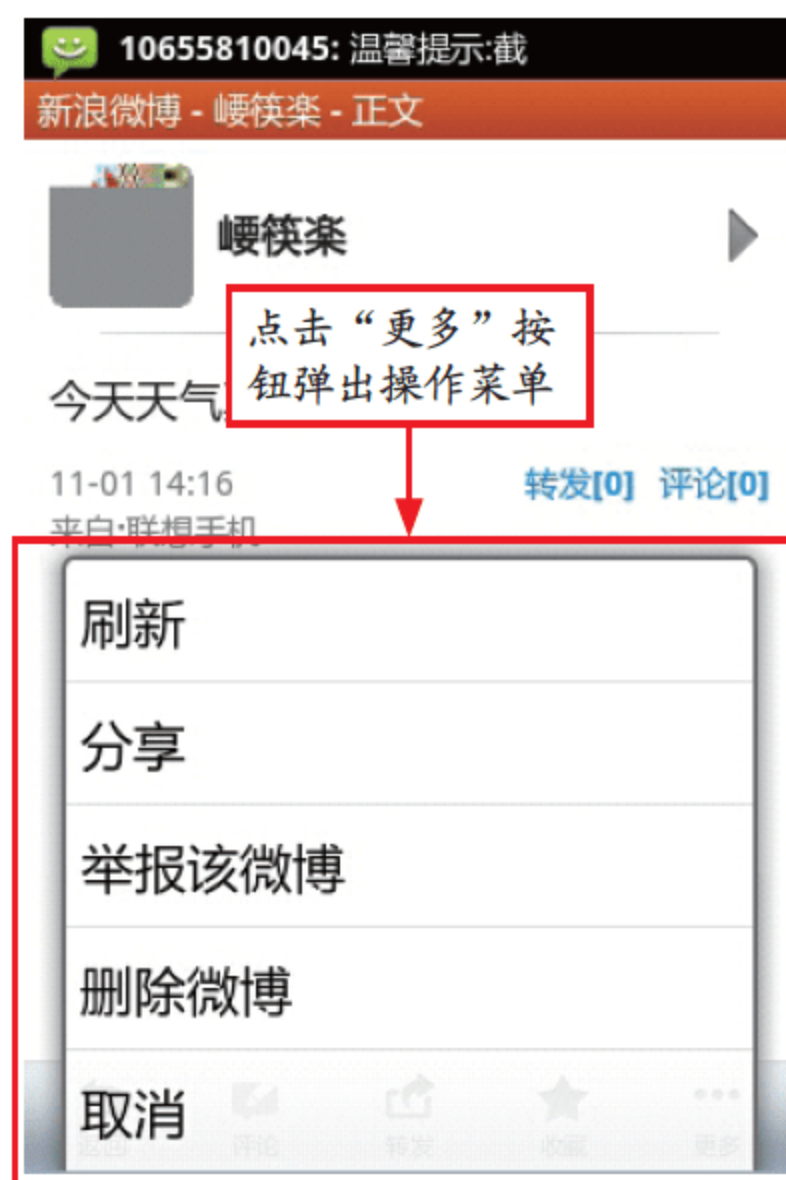 10655810045: 温馨提示:截
新浪微博 - 崾筷楽 - 正文
崾筷楽
点击“更多”按
钮弹出操作菜单
今天天气
11-01 14:16
转发[0] 评论[0]
来自:联想手机
刷新
分享
举报该微博
删除微博
取消
返回 评论 转发 收藏 更多